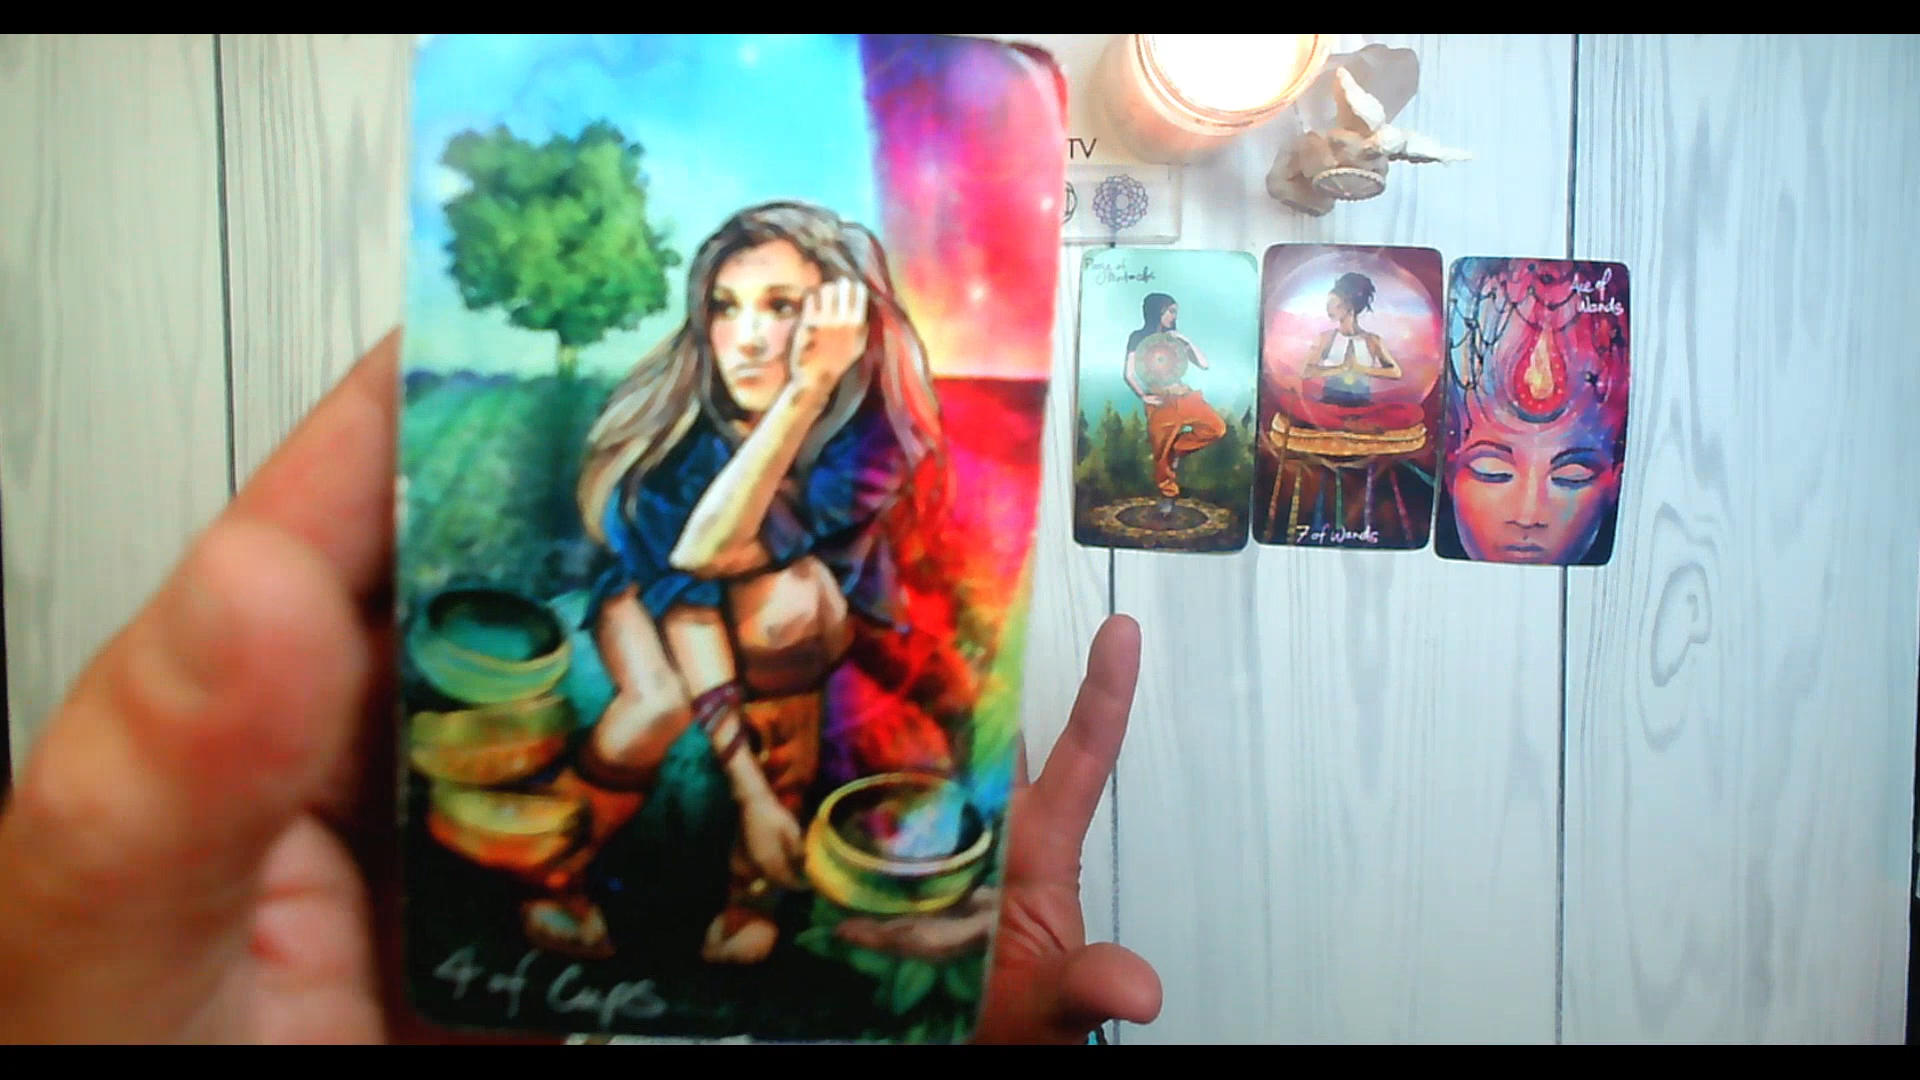 TV
Page of
Pentacles
Ace of
Wands
7 of Wands
4 of Cups